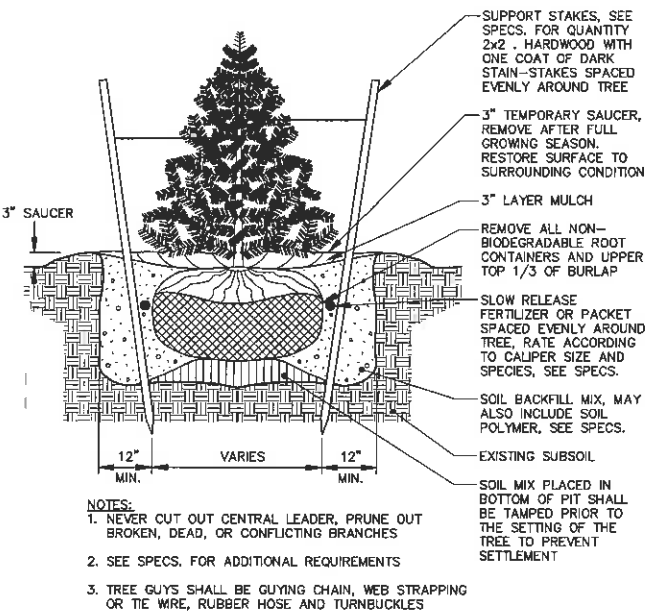 SUPPORT STAKES, SEE
SPECS. FOR QUANTITY
2x2 . HARDWOOD WITH
ONE COAT OF DARK
STAIN-STAKES SPACED
EVENLY AROUND TREE
3" TEMPORARY SAUCER,
REMOVE AFTER FULL
GROWING SEASON.
RESTORE SURFACE TO
SURROUNDING CONDITION
3" SAUCER
3" LAYER MULCH
REMOVE ALL NON-
BIODEGRADABLE ROOT
CONTAINERS AND UPPER
TOP 1/3 OF BURLAP
SLOW RELEASE
FERTILIZER OR PACKET
SPACED EVENLY AROUND
TREE, RATE ACCORDING
TO CALIPER SIZE AND
SPECIES, SEE SPECS.
SOIL BACKFILL MIX, MAY
ALSO INCLUDE SOIL
POLYMER, SEE SPECS.
EXISTING SUBSOIL
SOIL MIX PLACED IN
BOTTOM OF PIT SHALL
BE TAMPED PRIOR TO
THE SETTING OF THE
TREE TO PREVENT
SETTLEMENT
12" VARIES 12"
MIN. MIN.
NOTES:
1. NEVER CUT OUT CENTRAL LEADER, PRUNE OUT
BROKEN, DEAD, OR CONFLICTING BRANCHES
2. SEE SPECS. FOR ADDITIONAL REQUIREMENTS
3. TREE GUYS SHALL BE GUYING CHAIN, WEB STRAPPING
OR TIE WIRE, RUBBER HOSE AND TURNBUCKLES